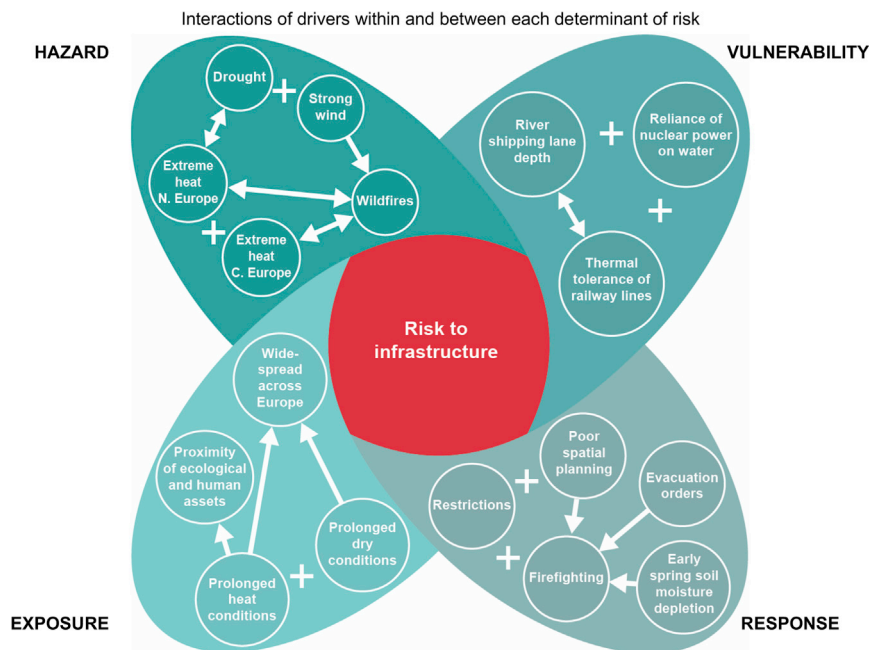 Interactions of drivers within and between each determinant of risk
HAZARD
VULNERABILITY
Drought
+
Strong
wind
Extreme
heat
N. Europe
Wildfires
+
Extreme
heat
C. Europe
River
shipping lane
depth
+
Reliance of
nuclear power
on water
+
Thermal
tolerance of
railway lines
Risk to
infrastructure
Wide-
spread
across
Europe
Proximity
of ecological
and human
assets
Prolonged
dry
conditions
+
Prolonged
heat
conditions
Poor
spatial
planning
+
Restrictions
Evacuation
orders
+
Firefighting
Early
spring soil
moisture
depletion
EXPOSURE
RESPONSE